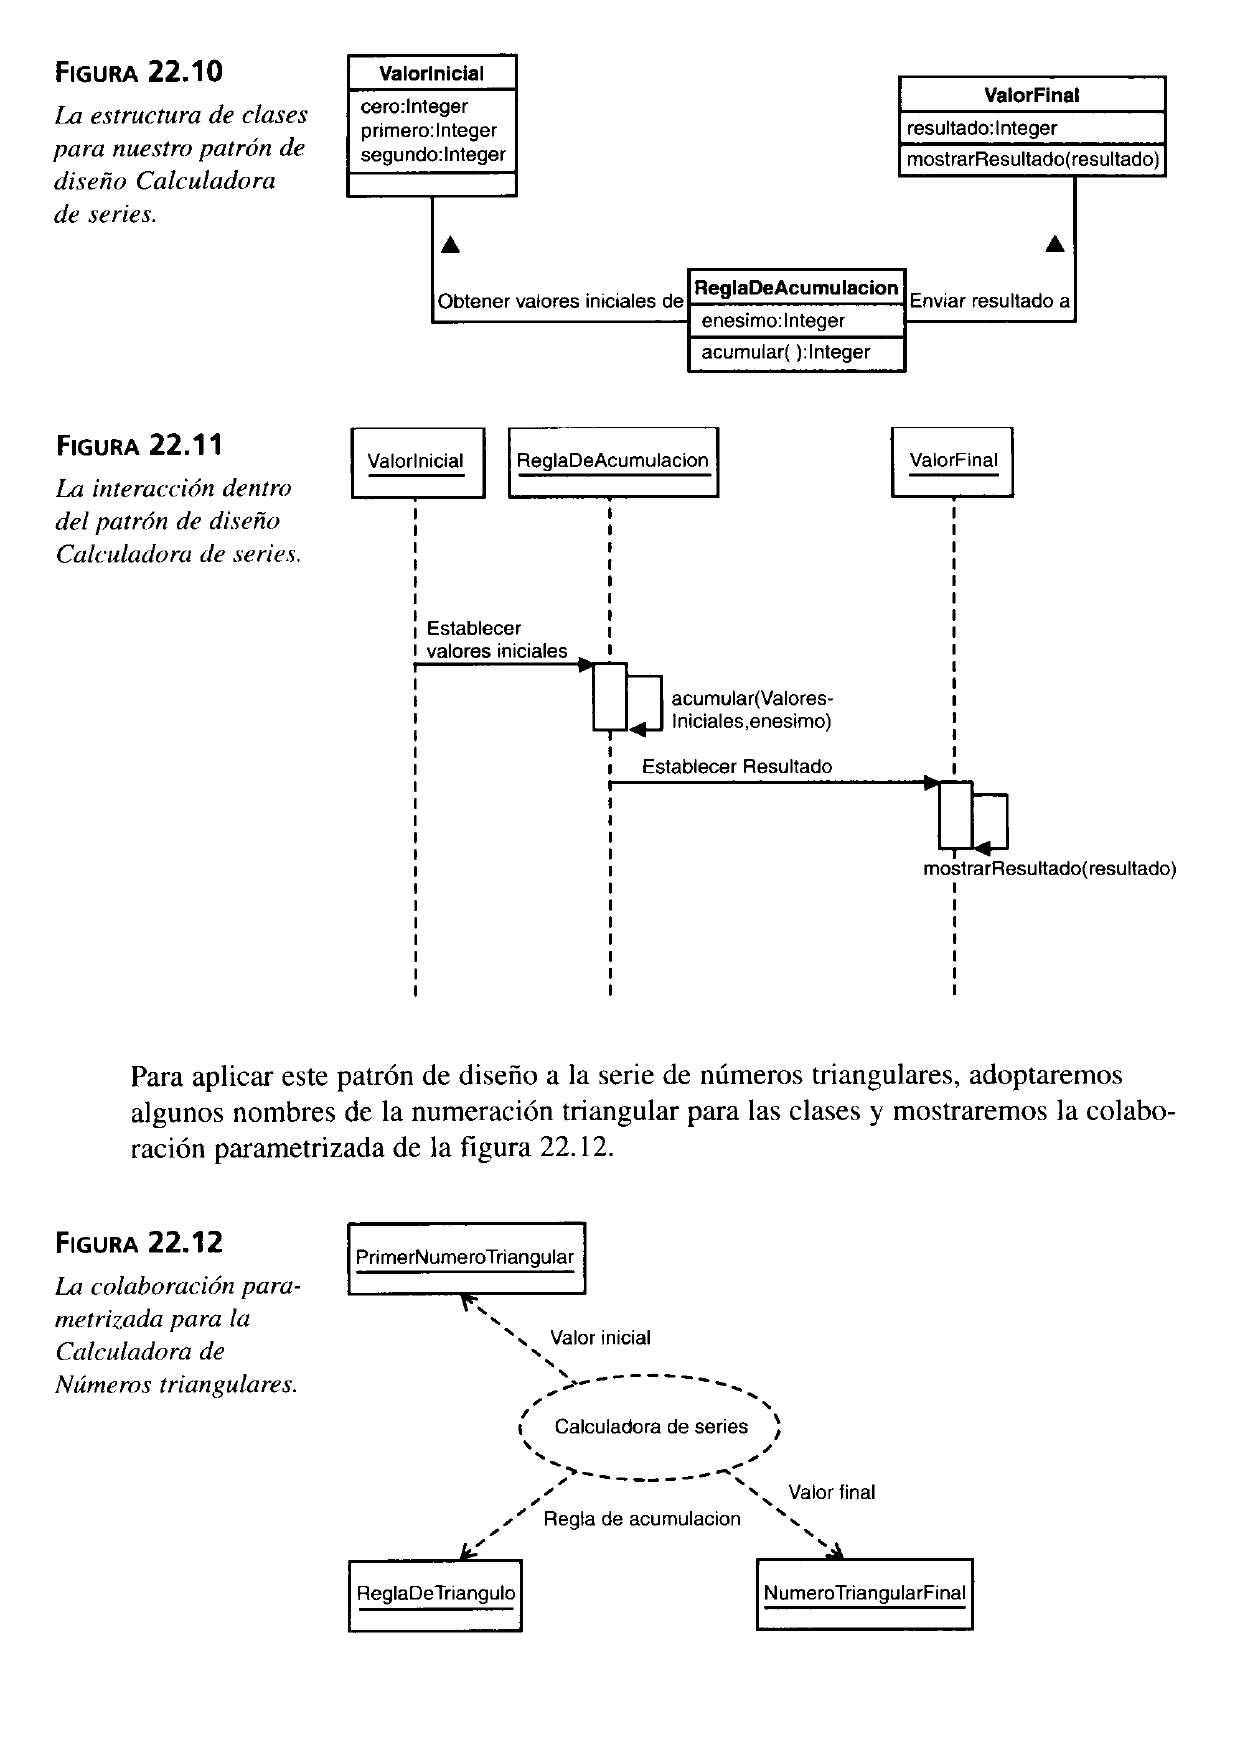 FIGURA 22.10
La estructura de clases
para nuestro patrón de
diseño Calculadora
de series.
ValorInicial
cero:Integer
primero:Integer
segundo:Integer
ValorFinal
resultado:Integer
mostrarResultado(resultado)
Obtener valores iniciales de
ReglaDeAcumulacion
enesimo:Integer
acumular( ):Integer
Enviar resultado a
FIGURA 22.11
La interacción dentro
del patrón de diseño
Calculadora de series.
ValorInicial
ReglaDeAcumulacion
ValorFinal
Establecer
valores iniciales
acumular(Valores-
Iniciales,enesimo)
Establecer Resultado
mostrarResultado(resultado)
Para aplicar este patrón de diseño a la serie de números triangulares, adoptaremos
algunos nombres de la numeración triangular para las clases y mostraremos la colabo-
ración parametrizada de la figura 22.12.
FIGURA 22.12
La colaboración para-
metrizada para la
Calculadora de
Números triangulares.
PrimerNumeroTriangular
Valor inicial
Calculadora de series
Valor final
Regla de acumulacion
ReglaDeTriangulo
NumeroTriangularFinal